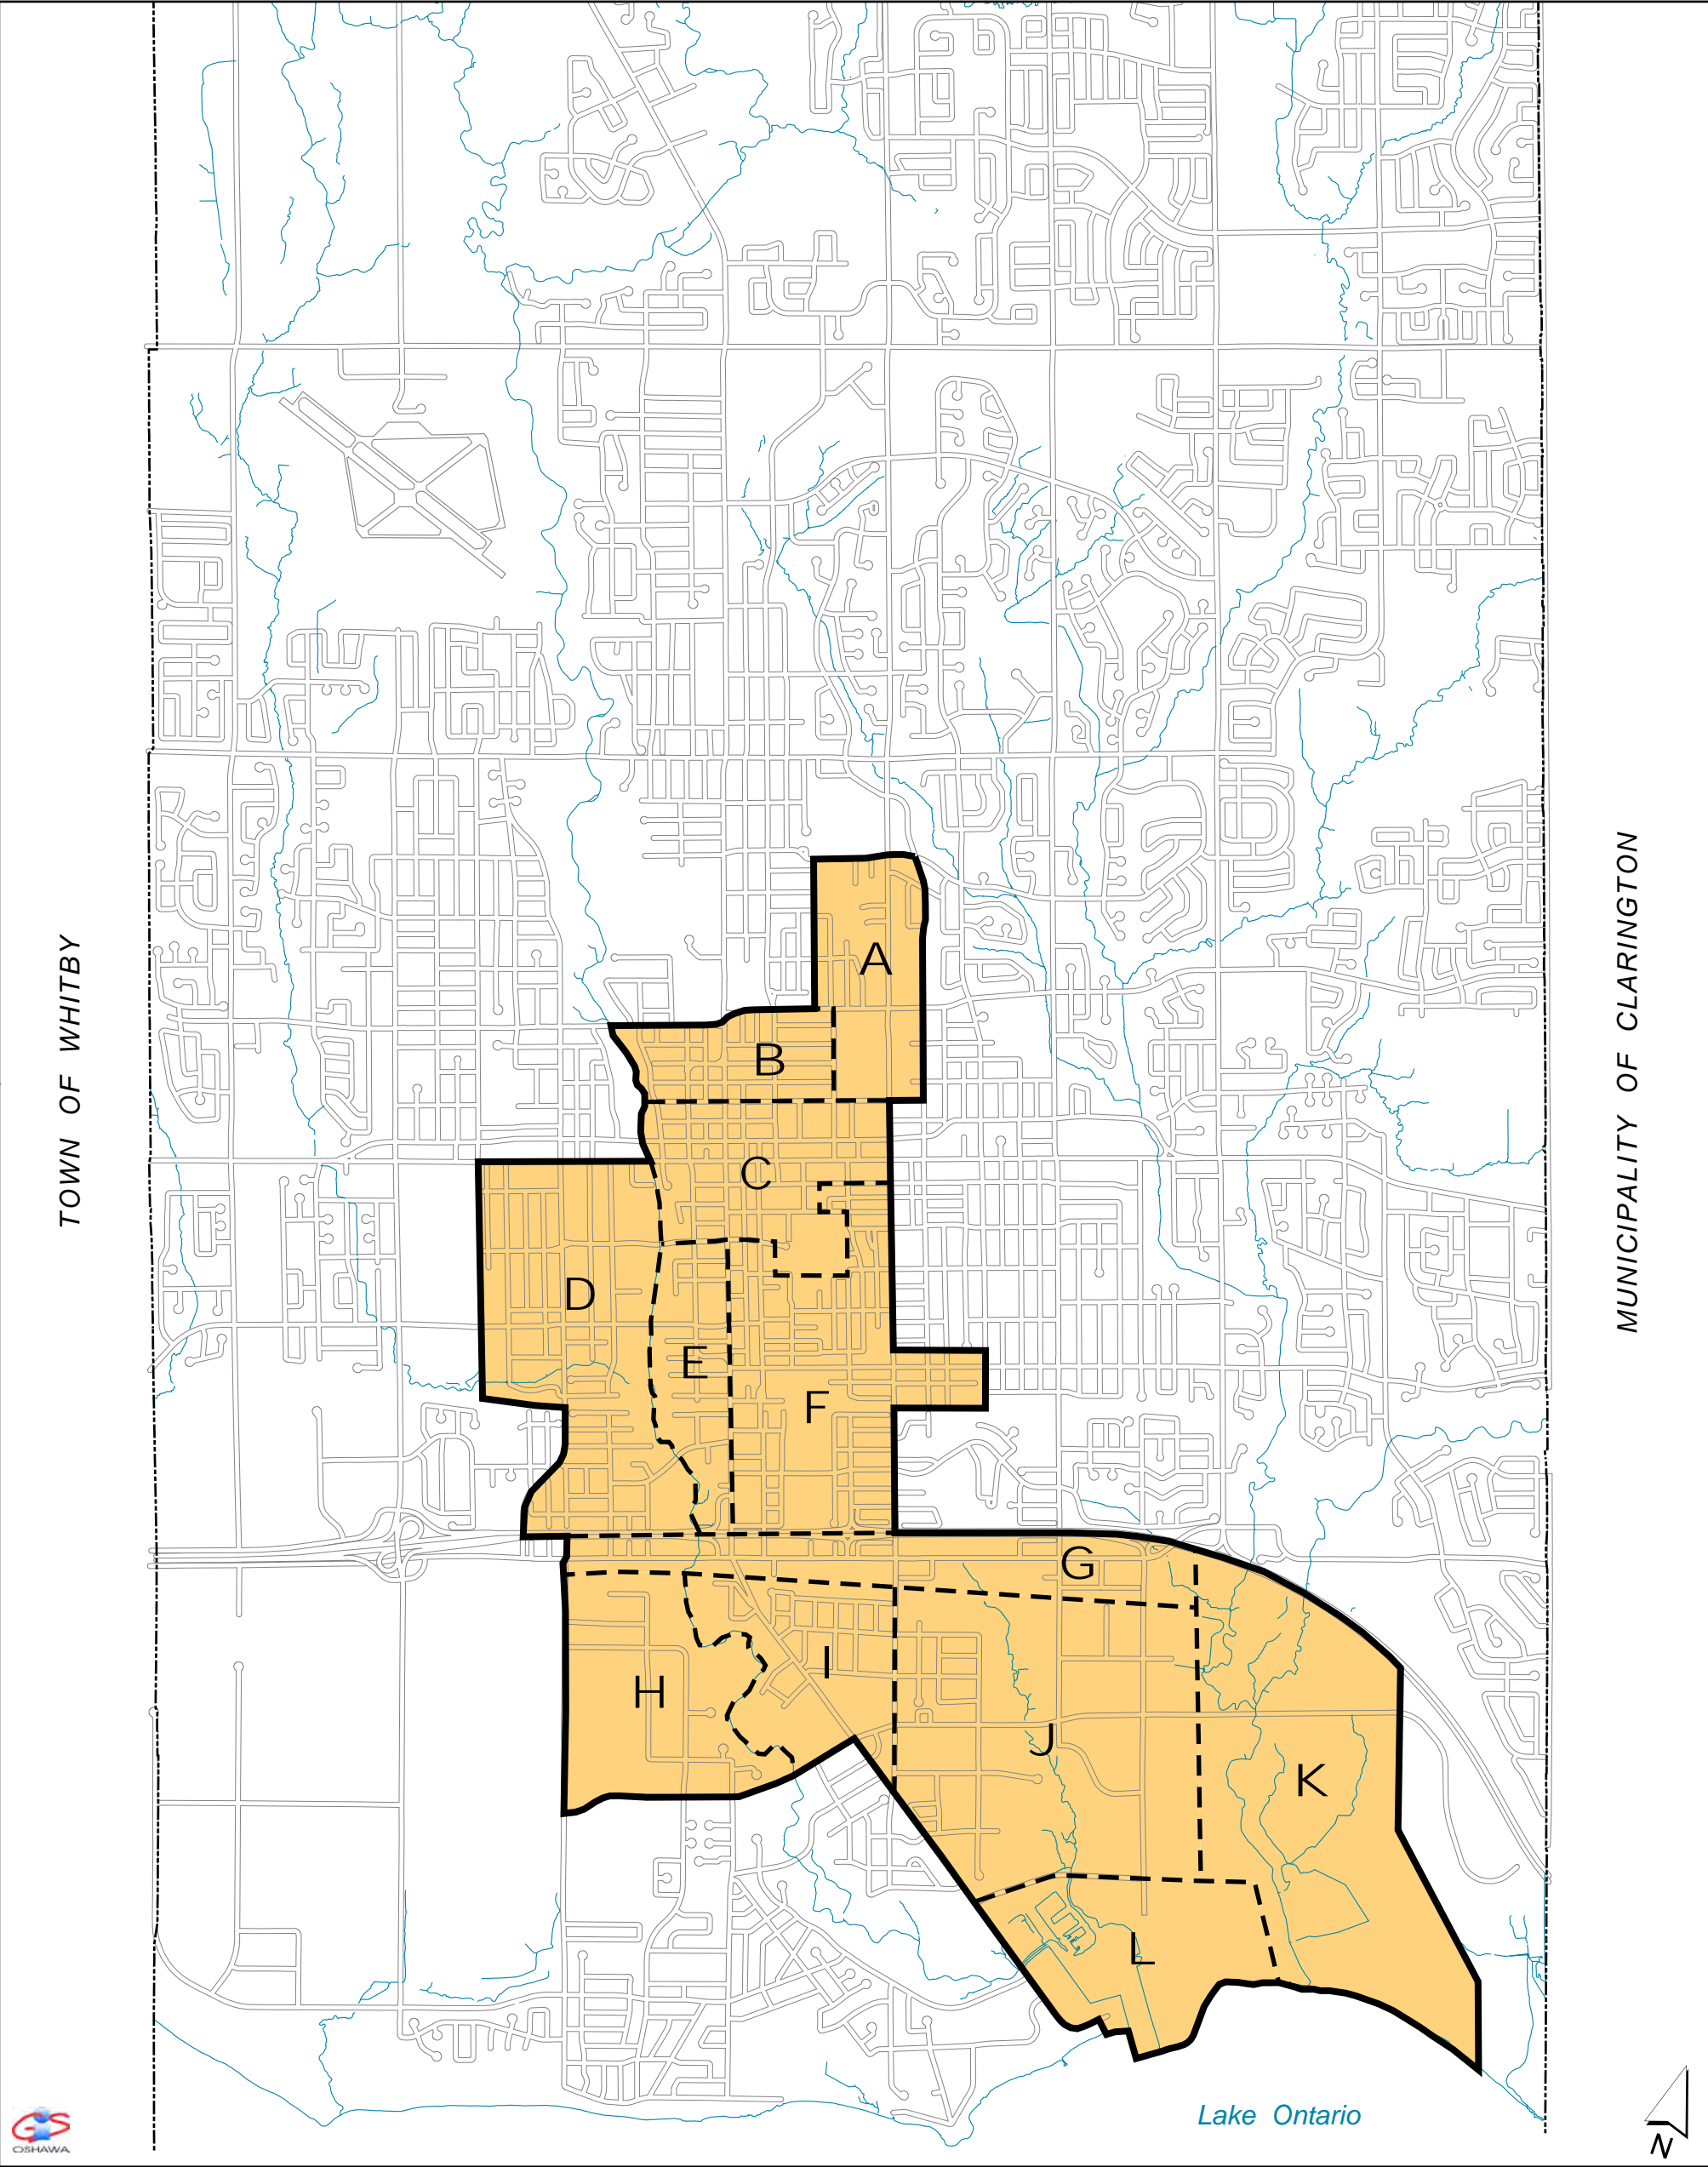 A
B
C
D
E
F
G
H
I
J
K
L
TOWN OF WHITBY
MUNICIPALITY OF CLARINGTON
Lake Ontario
GIS
OSHAWA
N